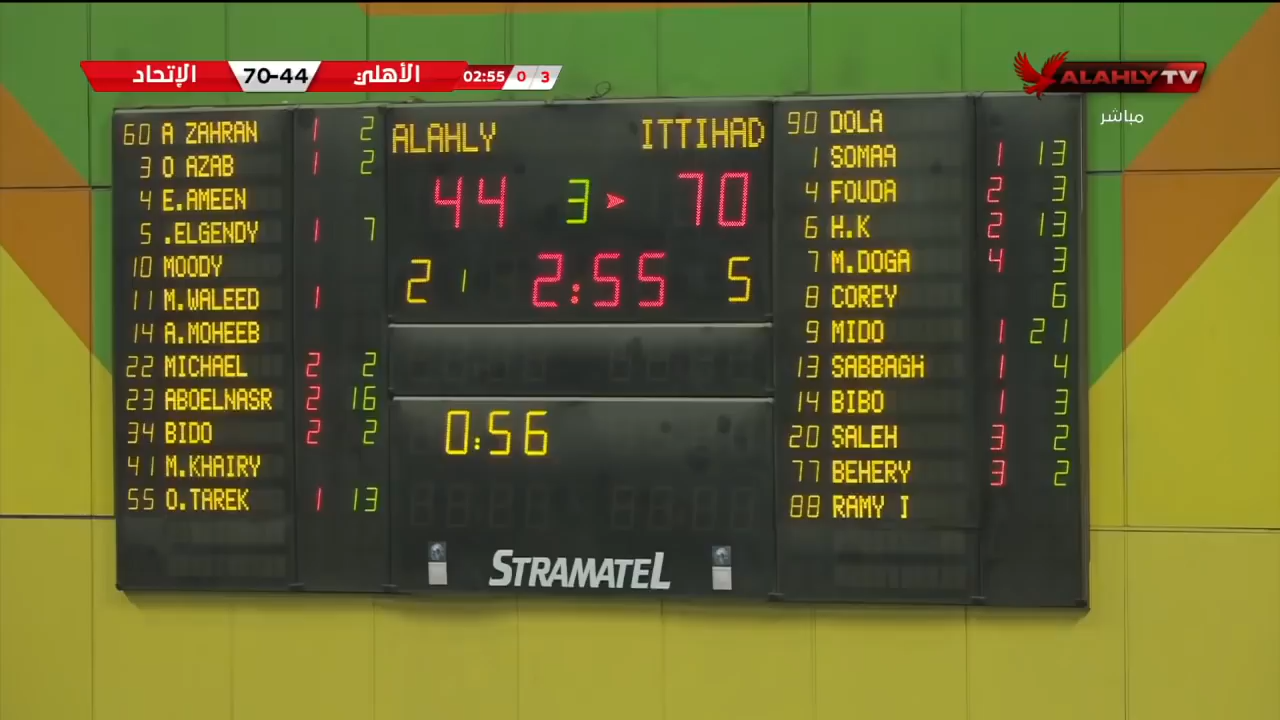 الإتحاد 70-44 الأهلي 02:55 0 3
ALAHLY TV
مباشر
60 A ZAHRAN 1 2
3 O AZAB 1 2
4 E.AMEEN
5 .ELGENDY 1 7
10 MOODY
11 M.WALEED 1
14 A.MOHEEB
22 MICHAEL 2 2
23 ABOELNASR 2 16
34 BIDO 2 2
41 M.KHAIRY
55 O.TAREK 1 13
ALAHLY ITTIHAD
44 3 70
2 1 2:55 5
0:56
STRAMATEL
90 DOLA
1 SOMAA 1 13
4 FOUDA 2 3
6 H.K 2 13
7 M.DOGA 4 3
8 COREY 6
9 MIDO 1 21
13 SABBAGH 1 4
14 BIBO 1 3
20 SALEH 3 2
77 BEHERY 3 2
88 RAMY I